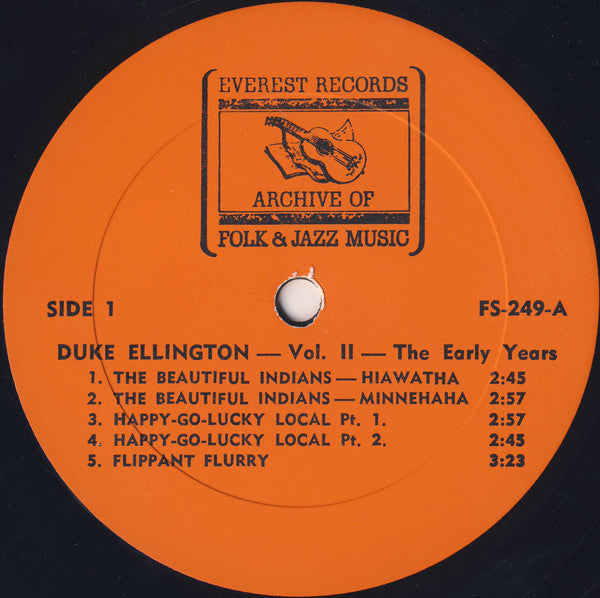 EVEREST RECORDS
ARCHIVE OF
FOLK & JAZZ MUSIC
SIDE 1 FS-249-A
DUKE ELLINGTON — Vol. II — The Early Years
1. THE BEAUTIFUL INDIANS — HIAWATHA 2:45
2. THE BEAUTIFUL INDIANS — MINNEHAHA 2:57
3. HAPPY-GO-LUCKY LOCAL Pt. 1. 2:57
4. HAPPY-GO-LUCKY LOCAL Pt. 2. 2:45
5. FLIPPANT FLURRY 3:23